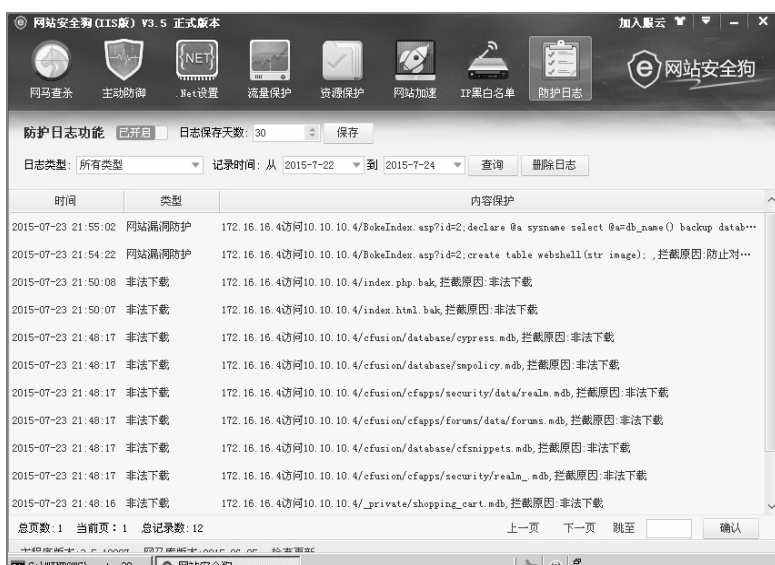 网站安全狗(IIS版) V3.5 正式版本 加入服云
网马查杀 主动防御 .Net设置 流量保护 资源保护 网站加速 IP黑白名单 防护日志 网站安全狗
{NET}
防护日志功能 已开启 日志保存天数: 30 保存
日志类型: 所有类型 记录时间: 从 2015-7-22 到 2015-7-24 查询 删除日志
时间 类型 内容保护
2015-07-23 21:55:02 网站漏洞防护 172.16.16.4访问10.10.10.4/BokeIndex.asp?id=2;declare @a sysname select @a=db_name() backup datab…
2015-07-23 21:54:22 网站漏洞防护 172.16.16.4访问10.10.10.4/BokeIndex.asp?id=2;create table webshell(str image); ,拦截原因:防止对…
2015-07-23 21:50:08 非法下载 172.16.16.4访问10.10.10.4/index.php.bak,拦截原因:非法下载
2015-07-23 21:50:07 非法下载 172.16.16.4访问10.10.10.4/index.html.bak,拦截原因:非法下载
2015-07-23 21:48:17 非法下载 172.16.16.4访问10.10.10.4/cfusion/database/cypress.mdb,拦截原因:非法下载
2015-07-23 21:48:17 非法下载 172.16.16.4访问10.10.10.4/cfusion/database/smpolicy.mdb,拦截原因:非法下载
2015-07-23 21:48:17 非法下载 172.16.16.4访问10.10.10.4/cfusion/cfapps/security/data/realm.mdb,拦截原因:非法下载
2015-07-23 21:48:17 非法下载 172.16.16.4访问10.10.10.4/cfusion/cfapps/forums/data/forums.mdb,拦截原因:非法下载
2015-07-23 21:48:17 非法下载 172.16.16.4访问10.10.10.4/cfusion/database/cfsnippets.mdb,拦截原因:非法下载
2015-07-23 21:48:17 非法下载 172.16.16.4访问10.10.10.4/cfusion/cfapps/security/realm_.mdb,拦截原因:非法下载
2015-07-23 21:48:16 非法下载 172.16.16.4访问10.10.10.4/_private/shopping_cart.mdb,拦截原因:非法下载
总页数: 1 当前页: 1 总记录数: 12 上一页 下一页 跳至 确认